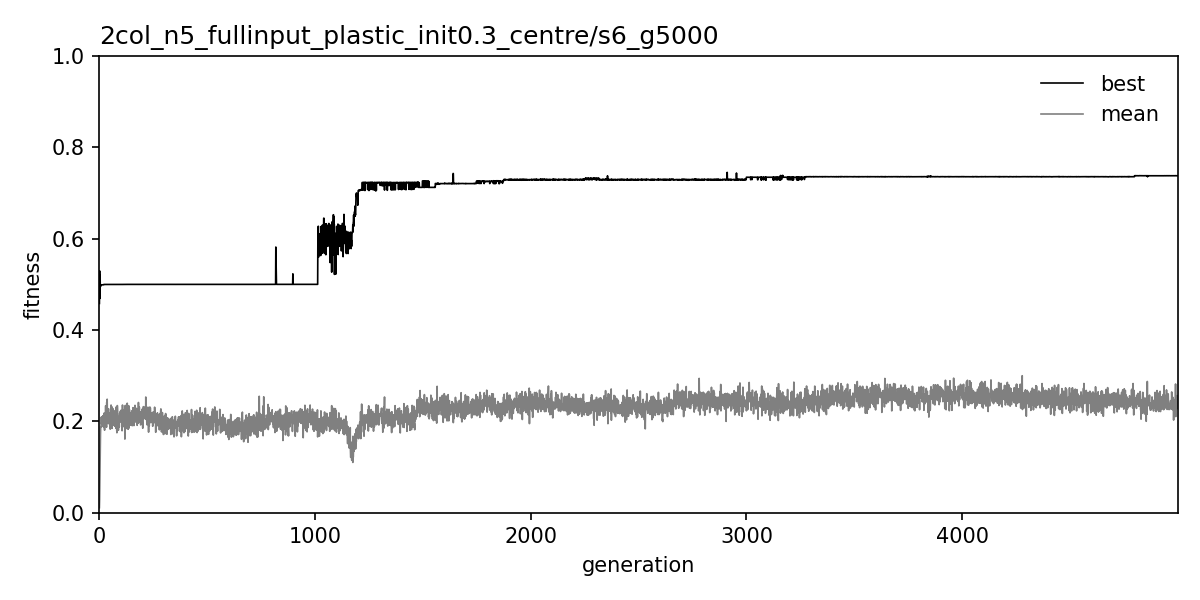 2col_n5_fullinput_plastic_init0.3_centre/s6_g5000
1.0
0.8
0.6
0.4
0.2
0.0
fitness
best
mean
0 1000 2000 3000 4000
generation